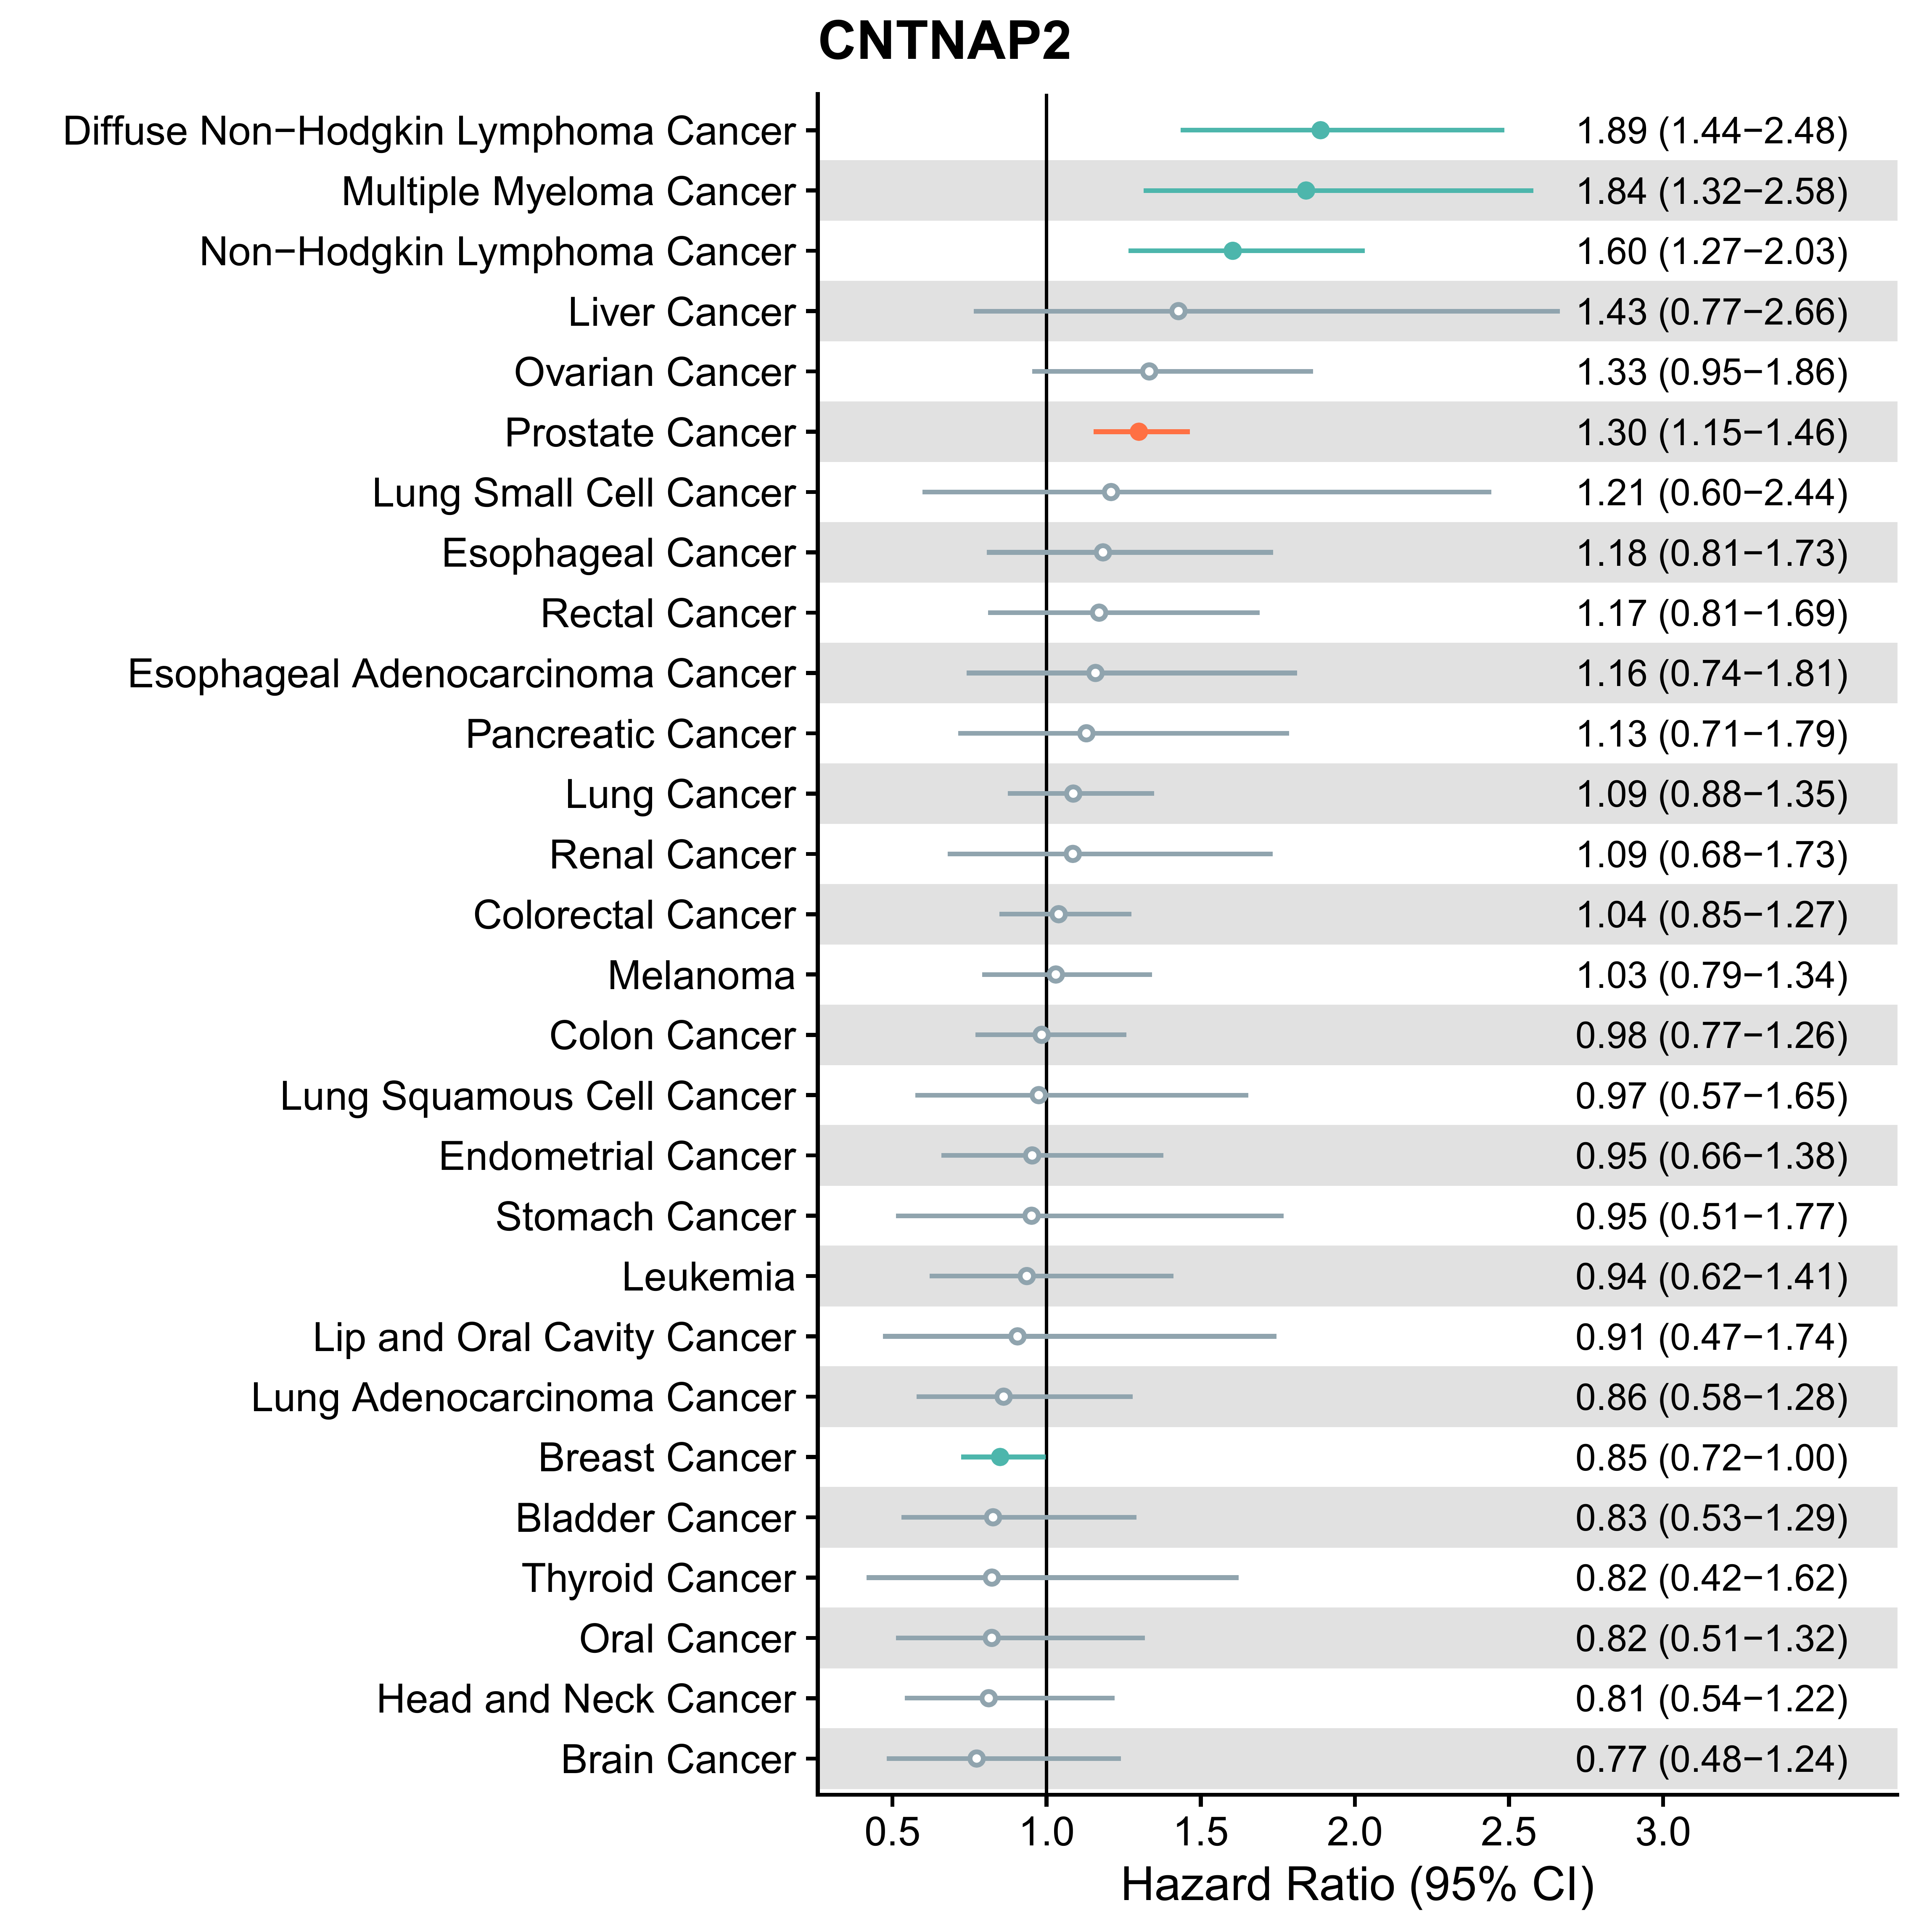 CNTNAP2
Diffuse Non−Hodgkin Lymphoma Cancer 1.89 (1.44−2.48)
Multiple Myeloma Cancer 1.84 (1.32−2.58)
Non−Hodgkin Lymphoma Cancer 1.60 (1.27−2.03)
Liver Cancer 1.43 (0.77−2.66)
Ovarian Cancer 1.33 (0.95−1.86)
Prostate Cancer 1.30 (1.15−1.46)
Lung Small Cell Cancer 1.21 (0.60−2.44)
Esophageal Cancer 1.18 (0.81−1.73)
Rectal Cancer 1.17 (0.81−1.69)
Esophageal Adenocarcinoma Cancer 1.16 (0.74−1.81)
Pancreatic Cancer 1.13 (0.71−1.79)
Lung Cancer 1.09 (0.88−1.35)
Renal Cancer 1.09 (0.68−1.73)
Colorectal Cancer 1.04 (0.85−1.27)
Melanoma 1.03 (0.79−1.34)
Colon Cancer 0.98 (0.77−1.26)
Lung Squamous Cell Cancer 0.97 (0.57−1.65)
Endometrial Cancer 0.95 (0.66−1.38)
Stomach Cancer 0.95 (0.51−1.77)
Leukemia 0.94 (0.62−1.41)
Lip and Oral Cavity Cancer 0.91 (0.47−1.74)
Lung Adenocarcinoma Cancer 0.86 (0.58−1.28)
Breast Cancer 0.85 (0.72−1.00)
Bladder Cancer 0.83 (0.53−1.29)
Thyroid Cancer 0.82 (0.42−1.62)
Oral Cancer 0.82 (0.51−1.32)
Head and Neck Cancer 0.81 (0.54−1.22)
Brain Cancer 0.77 (0.48−1.24)
0.5 1.0 1.5 2.0 2.5 3.0
Hazard Ratio (95% CI)